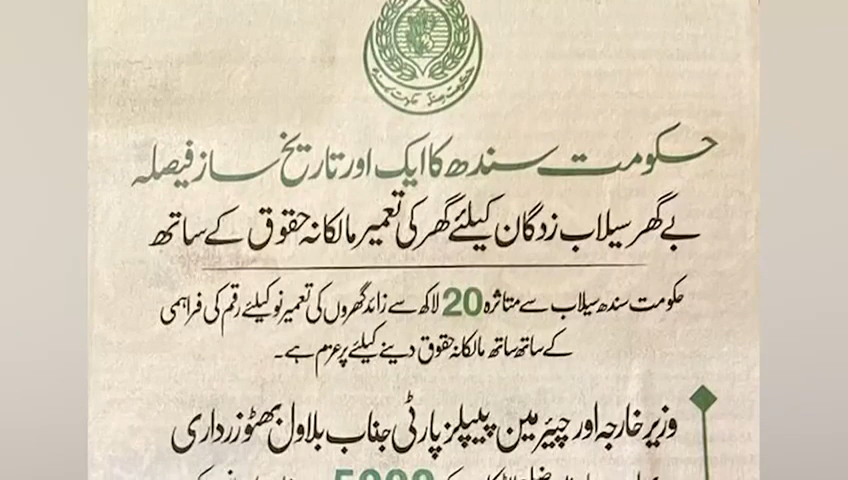 حکومت سندھ کا ایک اور تاریخ ساز فیصلہ
بے گھر سیلاب زدگان کیلئے گھر کی تعمیر مالکانہ حقوق کے ساتھ
حکومت سندھ سیلاب سے متاثرہ 20 لاکھ سے زائد گھروں کی تعمیر نو کیلئے رقم کی فراہمی
کے ساتھ ساتھ مالکانہ حقوق دینے کیلئے پرعزم ہے۔
وزیر خارجہ اور چیئرمین پیپلز پارٹی جناب بلاول بھٹو زرداری